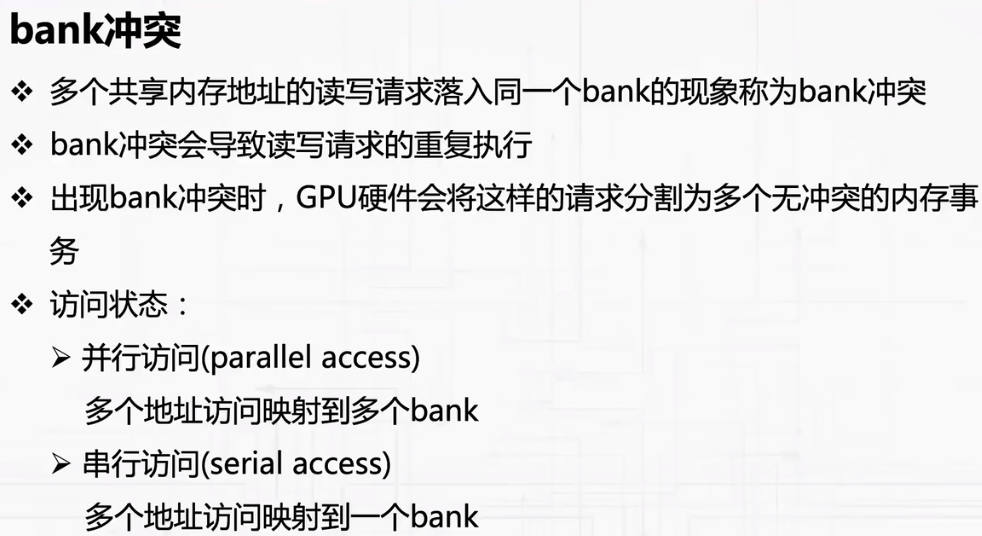 bank冲突
❖ 多个共享内存地址的读写请求落入同一个bank的现象称为bank冲突
❖ bank冲突会导致读写请求的重复执行
❖ 出现bank冲突时，GPU硬件会将这样的请求分割为多个无冲突的内存事
务
❖ 访问状态：
➢ 并行访问(parallel access)
多个地址访问映射到多个bank
➢ 串行访问(serial access)
多个地址访问映射到一个bank